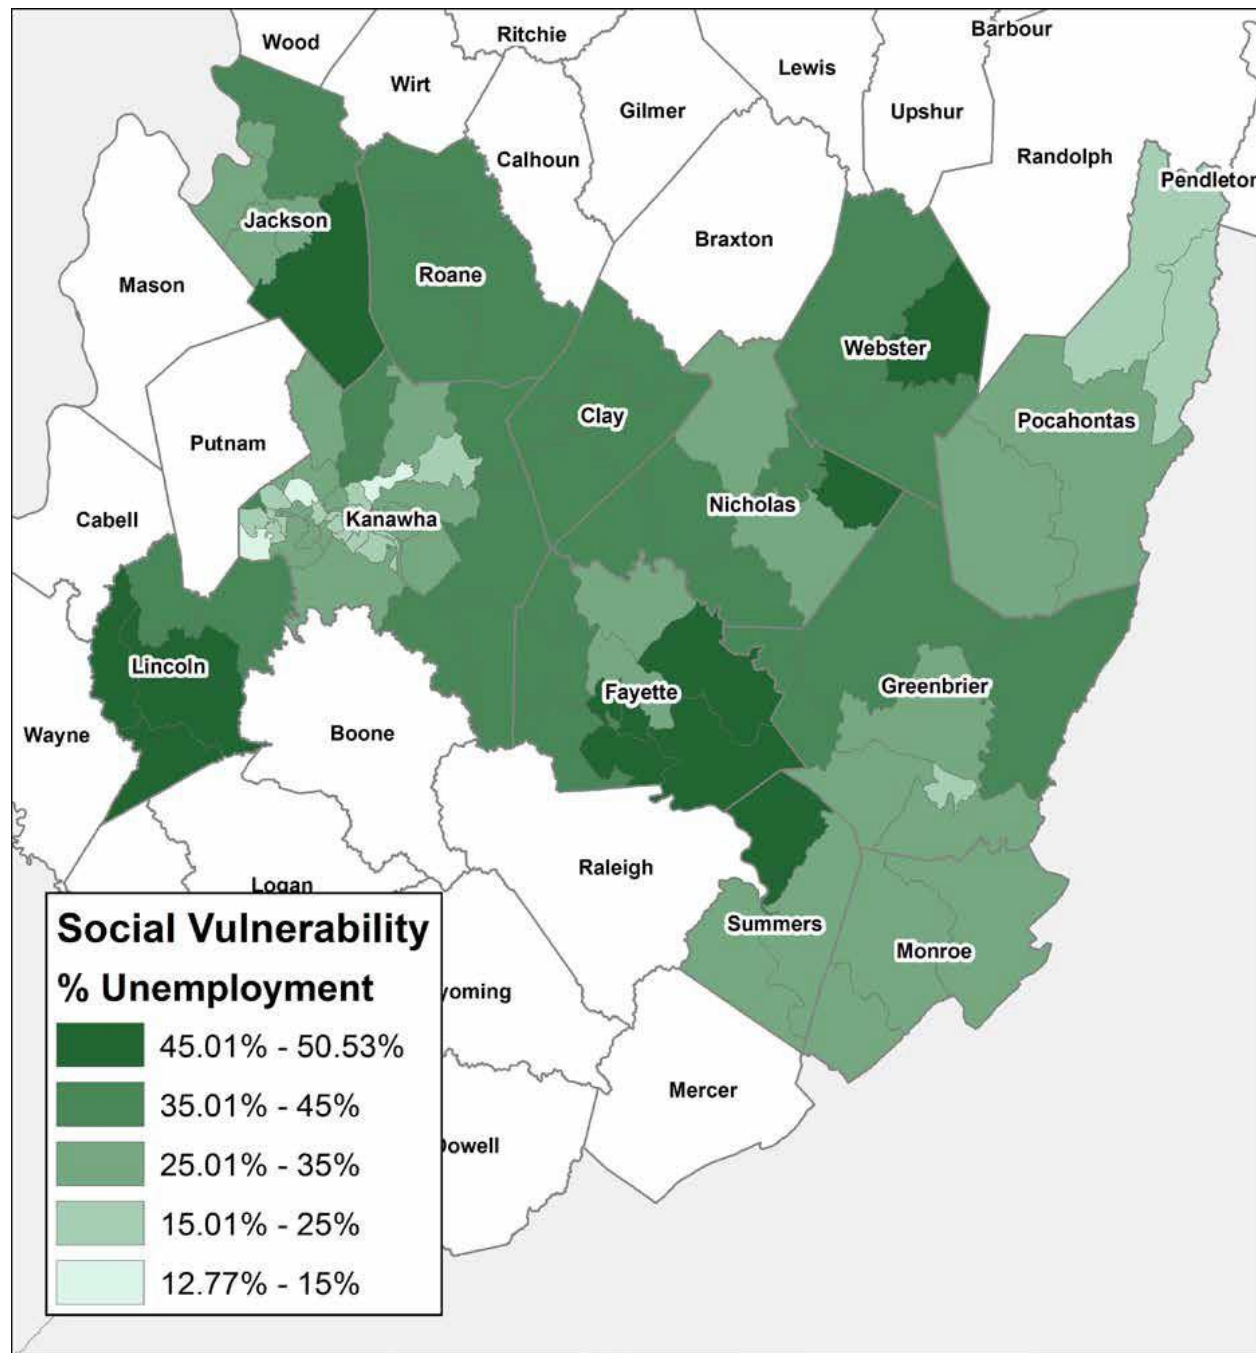 Wood
Ritchie
Barbour
Wirt
Lewis
Gilmer
Upshur
Calhoun
Randolph
Pendleton
Jackson
Braxton
Roane
Mason
Webster
Clay
Pocahontas
Putnam
Nicholas
Cabell
Kanawha
Lincoln
Fayette
Greenbrier
Wayne
Boone
Raleigh
Logan
Summers
Monroe
Social Vulnerability
% Unemployment
yoming
45.01% - 50.53%
35.01% - 45%
Mercer
owell
25.01% - 35%
15.01% - 25%
12.77% - 15%